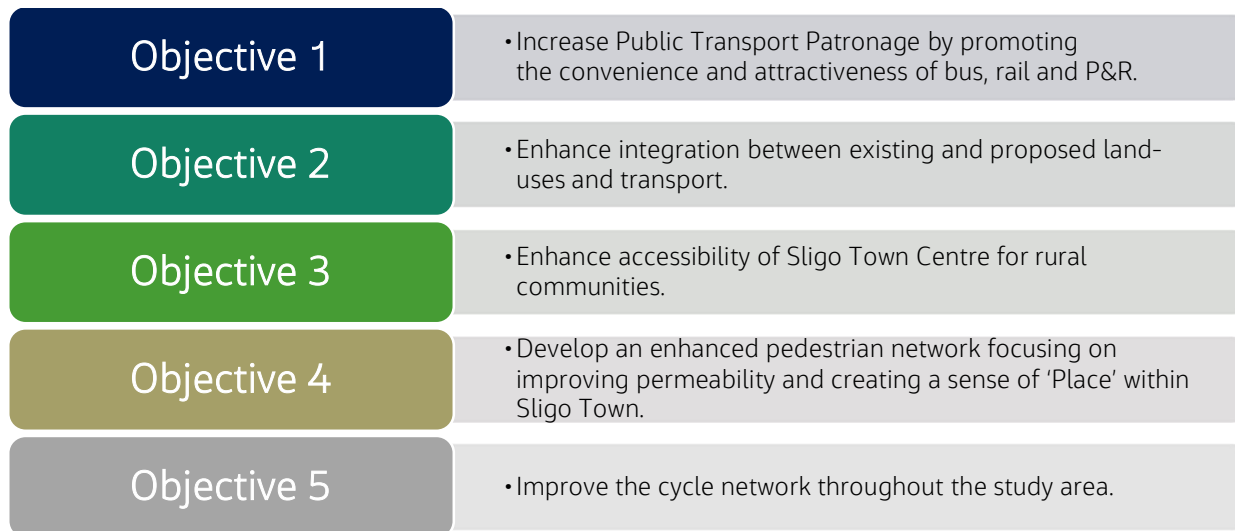 Objective 1
•Increase Public Transport Patronage by promoting
the convenience and attractiveness of bus, rail and P&R.
Objective 2
•Enhance integration between existing and proposed land-
uses and transport.
Objective 3
•Enhance accessibility of Sligo Town Centre for rural
communities.
Objective 4
•Develop an enhanced pedestrian network focusing on
improving permeability and creating a sense of ‘Place’ within
Sligo Town.
Objective 5
•Improve the cycle network throughout the study area.